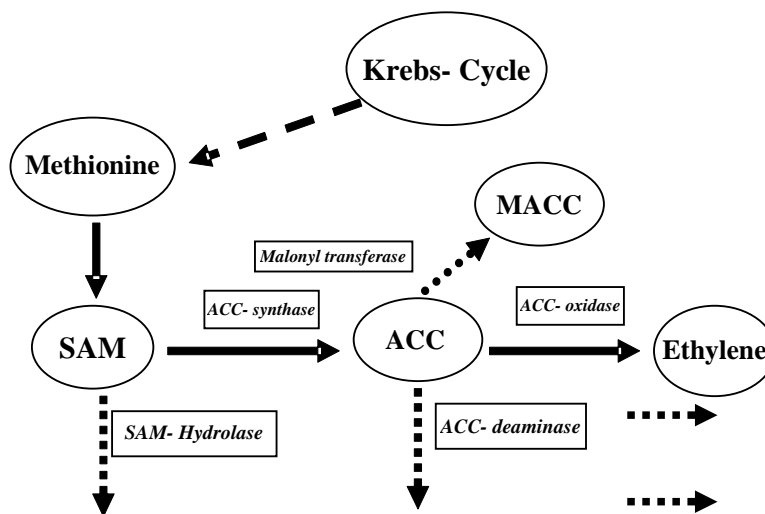 Krebs- Cycle
Methionine
MACC
Malonyl transferase
ACC- synthase
ACC- oxidase
SAM
ACC
Ethylene
SAM- Hydrolase
ACC- deaminase